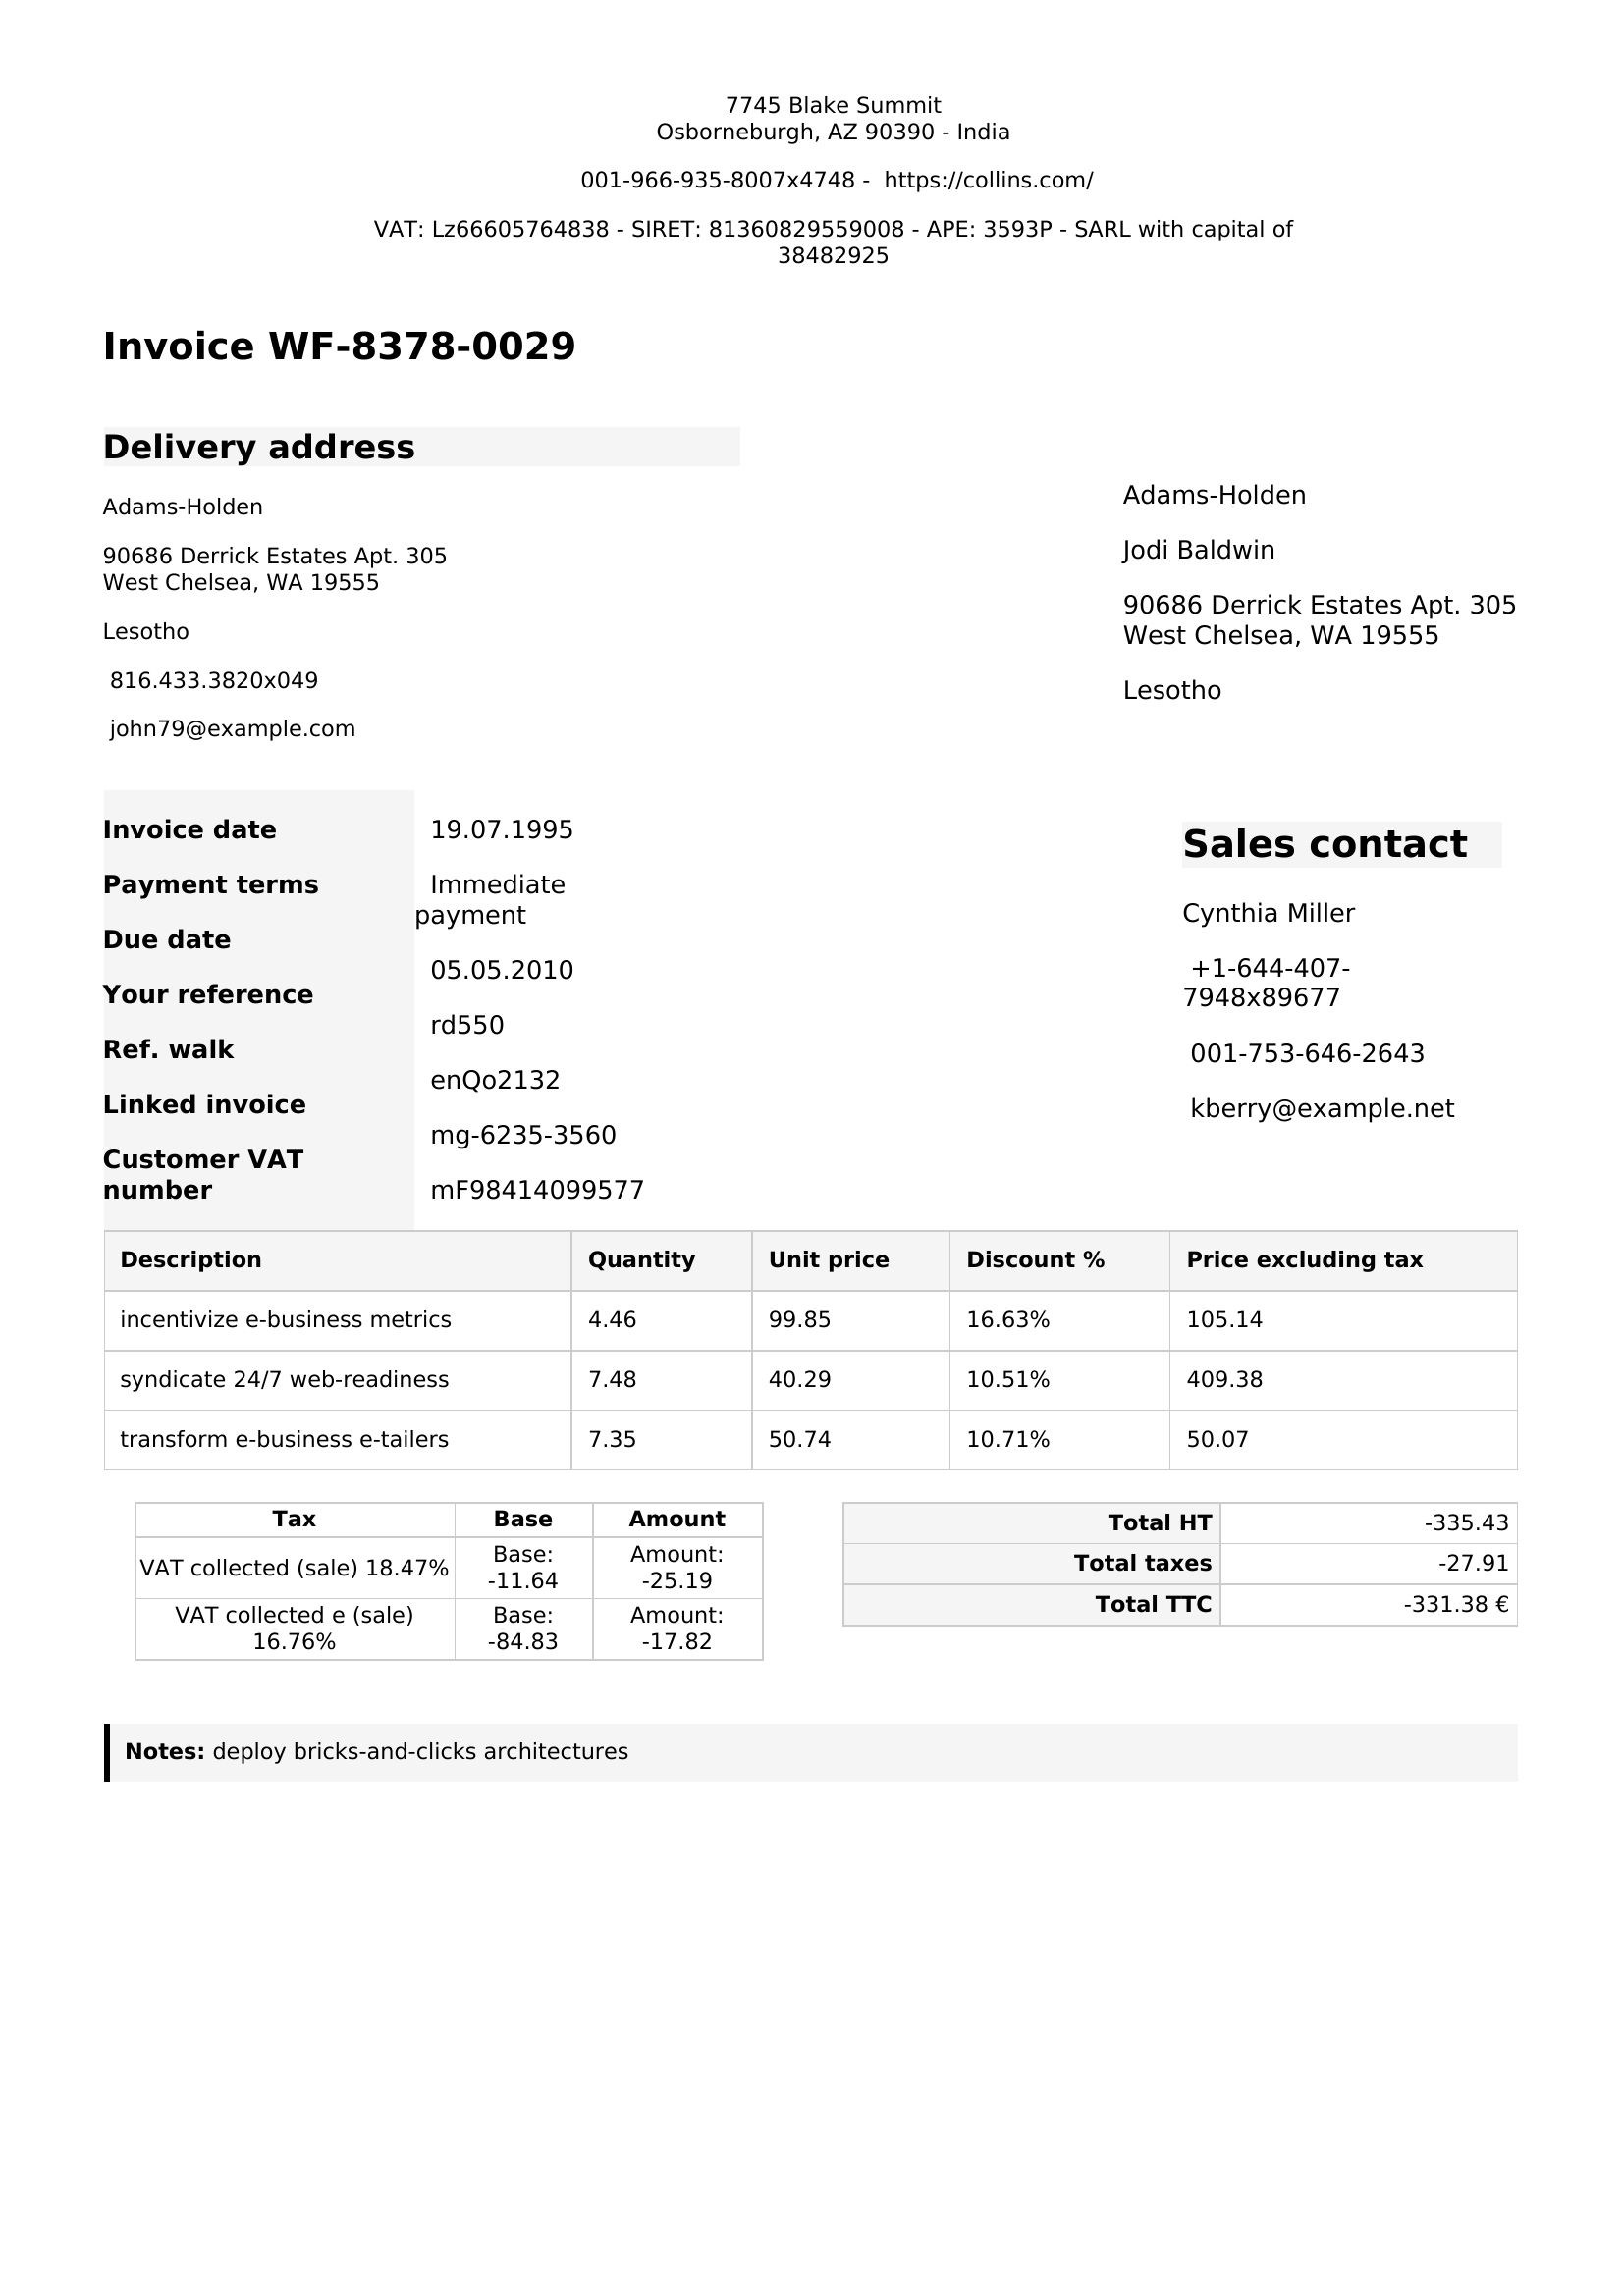 7745 Blake Summit
Osborneburgh, AZ 90390 - India
001-966-935-8007x4748 - https://collins.com/
VAT: Lz66605764838 - SIRET: 81360829559008 - APE: 3593P - SARL with capital of
38482925
Invoice WF-8378-0029
Delivery address
Adams-Holden
90686 Derrick Estates Apt. 305
West Chelsea, WA 19555
Lesotho
816.433.3820x049
john79@example.com
Adams-Holden
Jodi Baldwin
90686 Derrick Estates Apt. 305
West Chelsea, WA 19555
Lesotho
Invoice date
Payment terms
Due date
Your reference
Ref. walk
Linked invoice
Customer VAT
number
19.07.1995
Immediate
payment
05.05.2010
rd550
enQo2132
mg-6235-3560
mF98414099577
Sales contact
Cynthia Miller
+1-644-407-
7948x89677
001-753-646-2643
kberry@example.net
Description Quantity Unit price Discount % Price excluding tax
incentivize e-business metrics 4.46 99.85 16.63% 105.14
syndicate 24/7 web-readiness 7.48 40.29 10.51% 409.38
transform e-business e-tailers 7.35 50.74 10.71% 50.07
Tax Base Amount
VAT collected (sale) 18.47% Base: -11.64 Amount: -25.19
VAT collected e (sale) 16.76% Base: -84.83 Amount: -17.82
Total HT -335.43
Total taxes -27.91
Total TTC -331.38 €
Notes: deploy bricks-and-clicks architectures